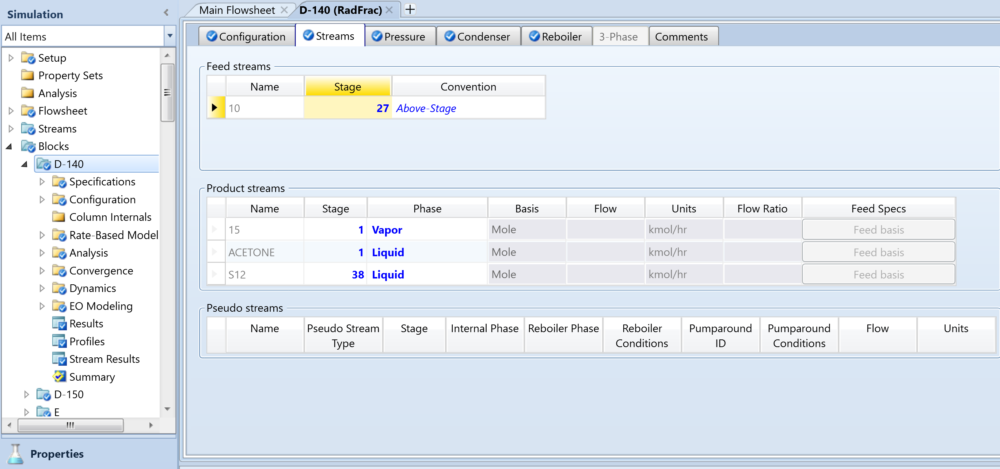 Simulation
All Items
Setup
Property Sets
Analysis
Flowsheet
Streams
Blocks
D-140
Specifications
Configuration
Column Internals
Rate-Based Model
Analysis
Convergence
Dynamics
EO Modeling
Results
Profiles
Stream Results
Summary
D-150
E
Properties
Main Flowsheet D-140 (RadFrac)
Configuration Streams Pressure Condenser Reboiler 3-Phase Comments
Feed streams
Name Stage Convention
10 27 Above-Stage
Product streams
Name Stage Phase Basis Flow Units Flow Ratio Feed Specs
15 1 Vapor Mole kmol/hr Feed basis
ACETONE 1 Liquid Mole kmol/hr Feed basis
S12 38 Liquid Mole kmol/hr Feed basis
Pseudo streams
Name Pseudo Stream Stage Internal Phase Reboiler Phase Reboiler Pumparound Pumparound Flow Units
Type Conditions ID Conditions